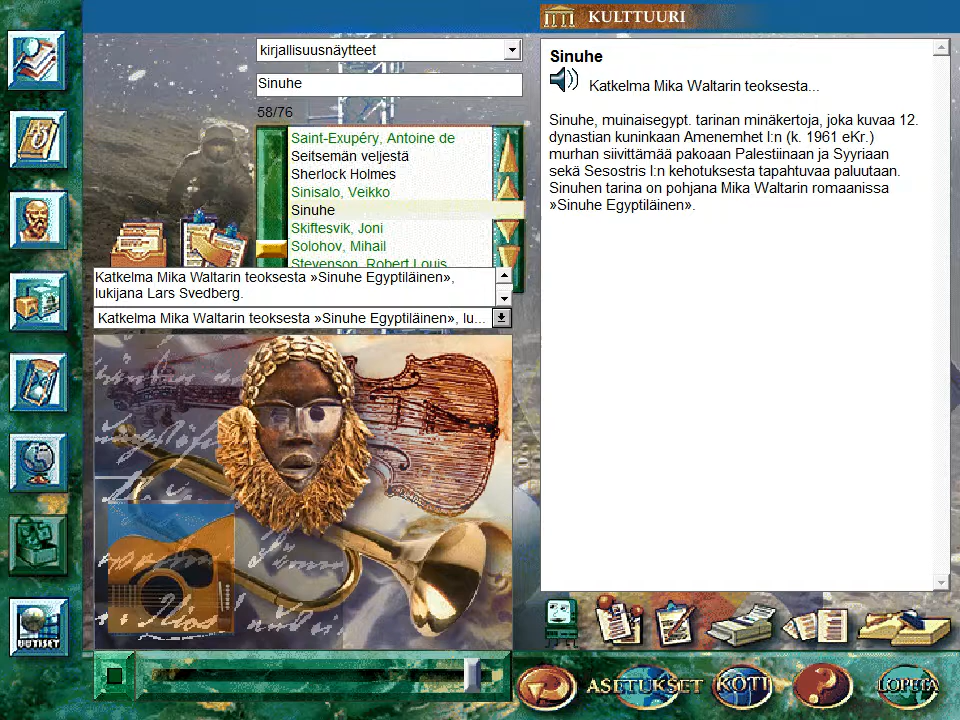 KULTTUURI
kirjallisuusnäytteet
Sinuhe
58/76
Saint-Exupéry, Antoine de
Seitsemän veljestä
Sherlock Holmes
Sinisalo, Veikko
Sinuhe
Skiftesvik, Joni
Solohov, Mihail
Stevenson, Robert Louis
Katkelma Mika Waltarin teoksesta »Sinuhe Egyptiläinen»,
lukijana Lars Svedberg.
Katkelma Mika Waltarin teoksesta »Sinuhe Egyptiläinen», lu...
Sinuhe
Katkelma Mika Waltarin teoksesta...
Sinuhe, muinaisegypt. tarinan minäkertoja, joka kuvaa 12.
dynastian kuninkaan Amenemhet I:n (k. 1961 eKr.)
murhan siivittämää pakoaan Palestiinaan ja Syyriaan
sekä Sesostris I:n kehotuksesta tapahtuvaa paluutaan.
Sinuhen tarina on pohjana Mika Waltarin romaanissa
»Sinuhe Egyptiläinen».
UUTISET
ASETUKSET
KOTI
?
LOPETA